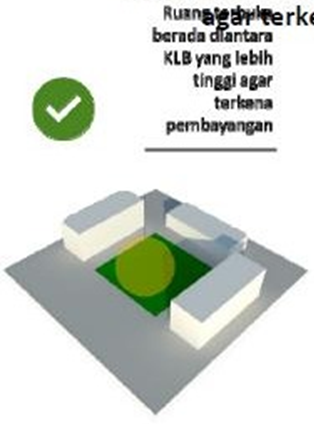 Ruang terbuka
agar terke
berada diantara
KLB yang lebih
tinggi agar
terkena
pembayangan